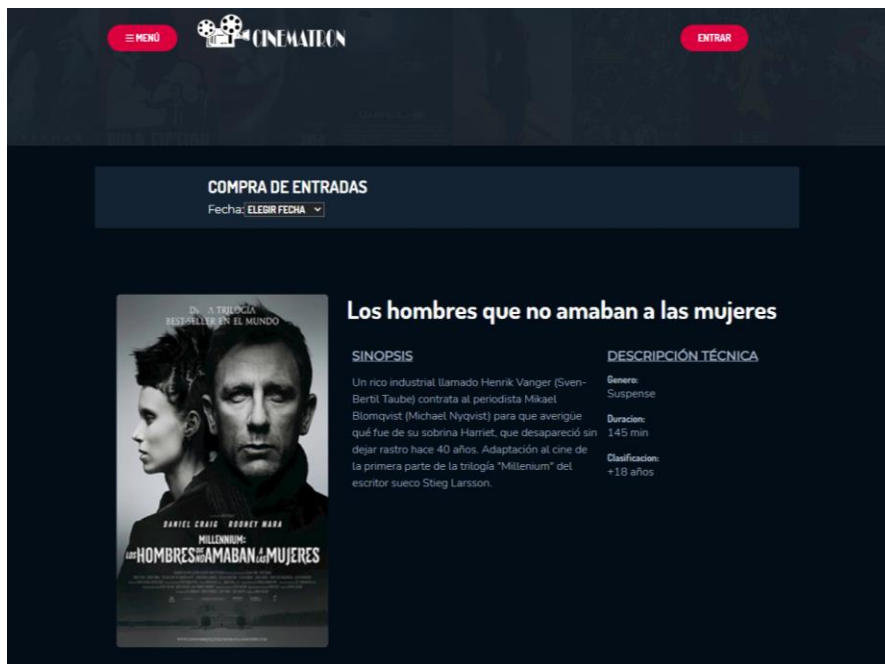 MENÚ
CINEMATRON
ENTRAR
COMPRA DE ENTRADAS
Fecha: ELEGIR FECHA
Los hombres que no amaban a las mujeres
SINOPSIS
Un rico industrial llamado Henrik Vanger (Sven-
Bertil Taube) contrata al periodista Mikael
Blomqvist (Michael Nyqvist) para que averigüe
qué fue de su sobrina Harriet, que desapareció sin
dejar rastro hace 40 años. Adaptación al cine de
la primera parte de la trilogía "Millenium" del
escritor sueco Stieg Larsson.
DESCRIPCIÓN TÉCNICA
Genero:
Suspense
Duracion:
145 min
Clasificacion:
+18 años
TRILOGÍA
BEST-SELLER EN EL MUNDO
DANIEL CRAIG ROONEY MARA
MILLENNIUM:
LOS HOMBRES QUE NO AMABAN A LAS MUJERES